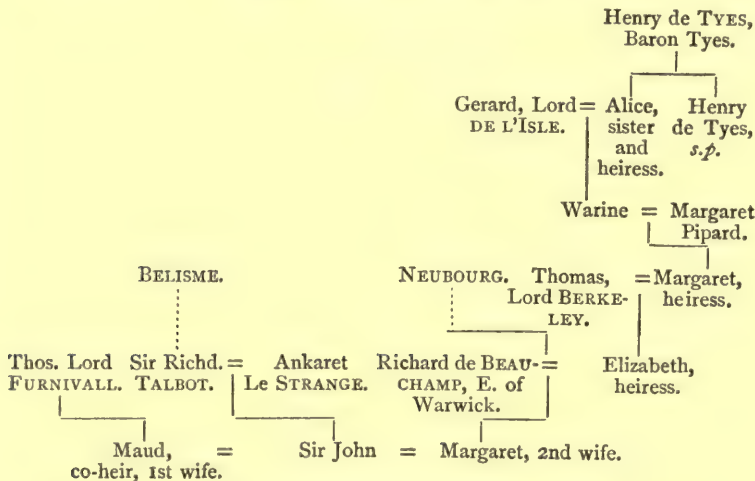 Henry de TYES,
Baron Tyes.
Gerard, Lord = Alice, Henry
DE L'ISLE. sister de Tyes,
and s.p.
heiress.
Warine = Margaret
Pipard.
BELISME. NEUBOURG. Thomas, = Margaret,
Lord BERKE- heiress.
LEY.
Thos. Lord Sir Richd. = Ankaret Richard de BEAU- = Elizabeth,
FURNIVALL. TALBOT. Le STRANGE. CHAMP, E. of heiress.
Warwick.
Maud, = Sir John = Margaret, 2nd wife.
co-heir, 1st wife.